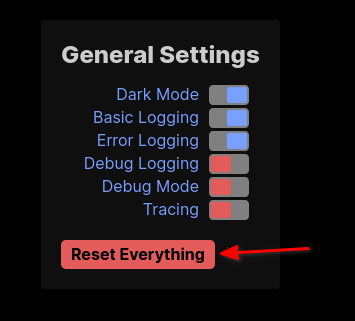 General Settings
Dark Mode
Basic Logging
Error Logging
Debug Logging
Debug Mode
Tracing
Reset Everything